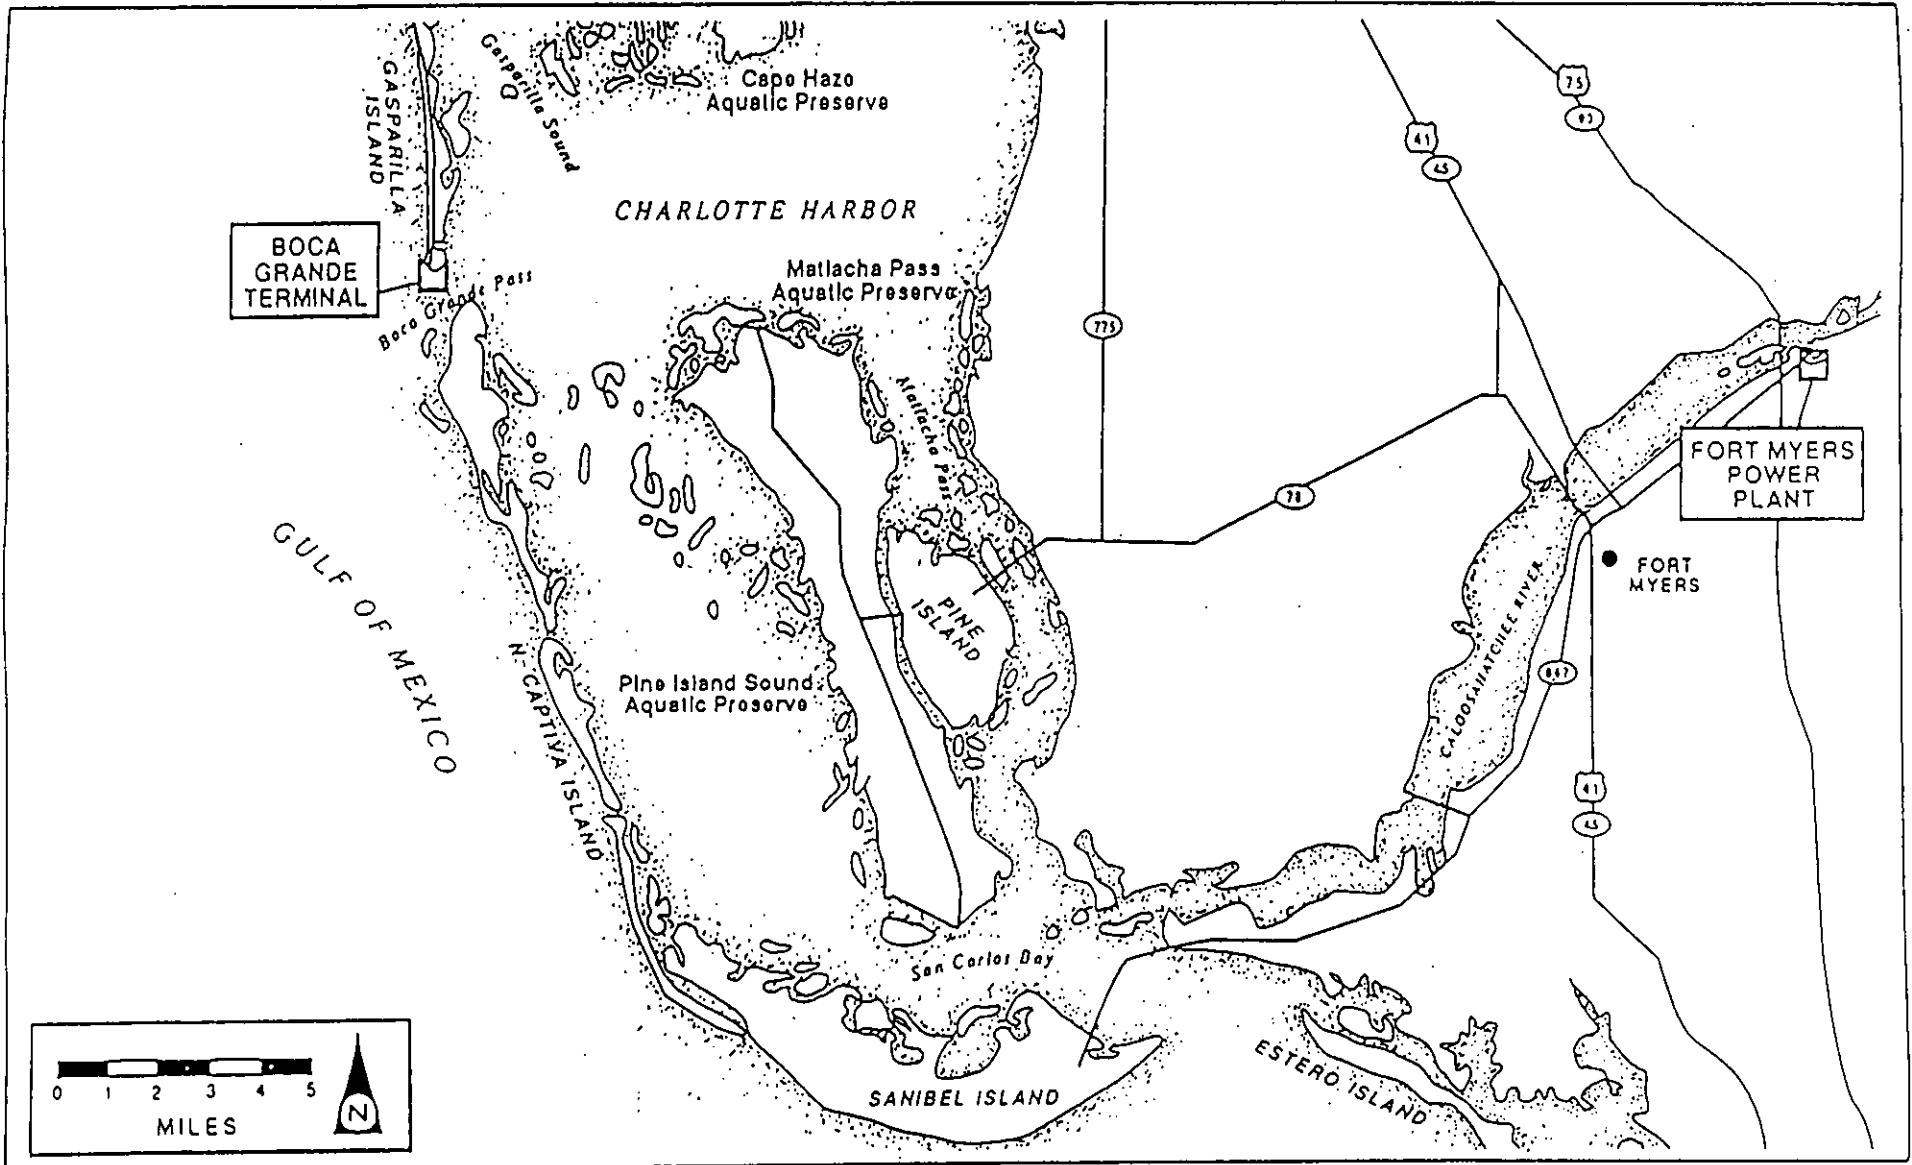 GASPARILLA
ISLAND
Gasparilla Sound
Cape Haze
Aquatic Preserve
75
93
41
45
CHARLOTTE HARBOR
BOCA
GRANDE
TERMINAL
Boca Grande Pass
Matlacha Pass
Aquatic Preserve
775
Matlacha Pass
FORT MYERS
POWER
PLANT
78
GULF OF MEXICO
FORT
MYERS
PINE
ISLAND
CALOOSAHATCHEE RIVER
N. CAPTIVA ISLAND
Pine Island Sound
Aquatic Preserve
867
41
45
San Carlos Bay
SANIBEL ISLAND
ESTERO ISLAND
0 1 2 3 4 5
MILES
N